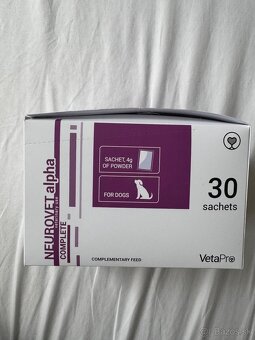 NEUROVET alpha
COMPLETE
SACHET, 4g
OF POWDER
FOR DOGS
30
sachets
VetaPro
COMPLEMENTARY FEED